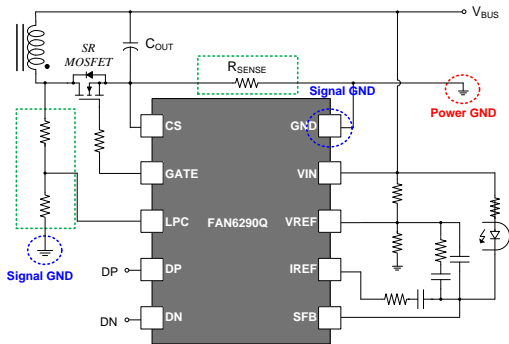 VBUS
SR
MOSFET
COUT
RSENSE
Signal GND
Power GND
CS
GND
GATE
VIN
LPC
FAN6290Q
VREF
Signal GND
DP
DP
IREF
DN
DN
SFB